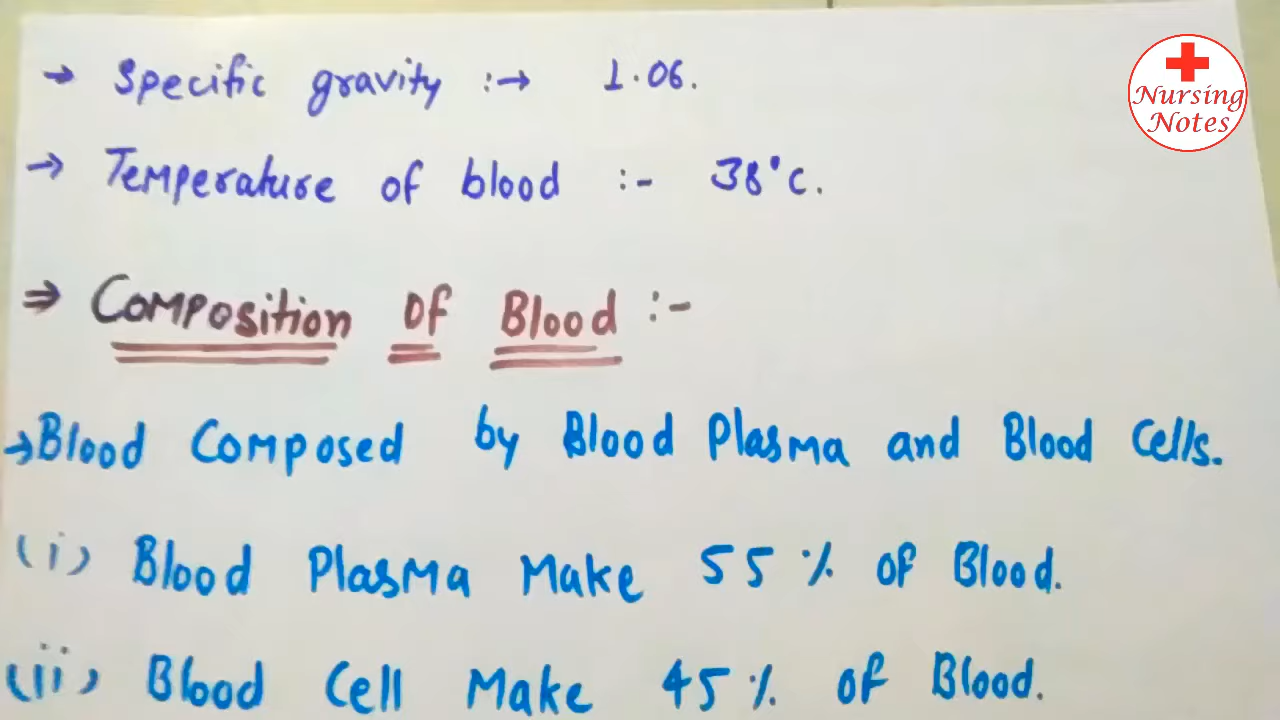 → Specific gravity :→ 1.06.
→ Temperature of blood :- 38°c.
⇒ Composition of Blood :-
→ Blood Composed by Blood Plasma and Blood Cells.
(i) Blood Plasma Make 55% of Blood.
(ii) Blood Cell Make 45% of Blood.
Nursing
Notes